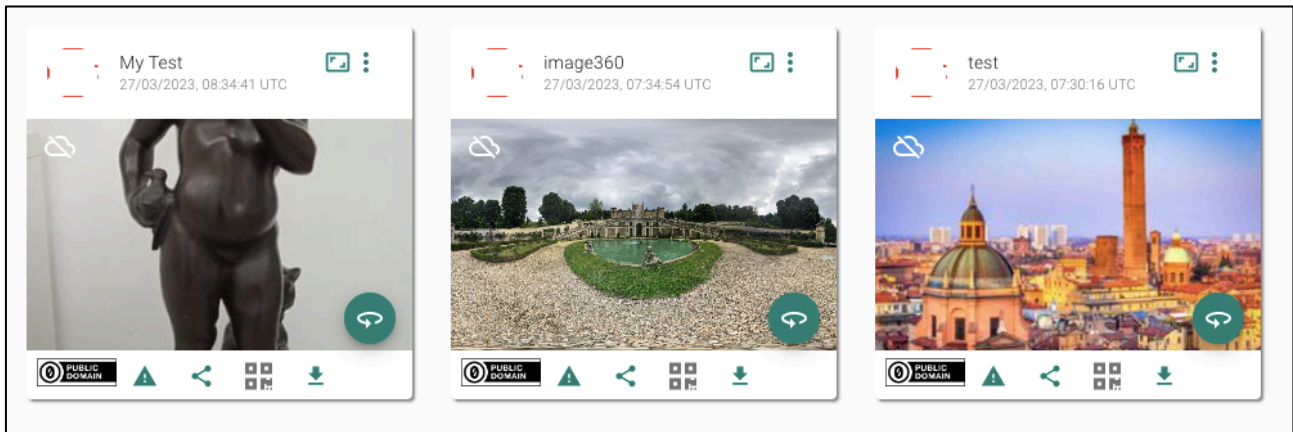 My Test
27/03/2023, 08:34:41 UTC
PUBLIC
DOMAIN
image360
27/03/2023, 07:34:54 UTC
PUBLIC
DOMAIN
test
27/03/2023, 07:30:16 UTC
PUBLIC
DOMAIN